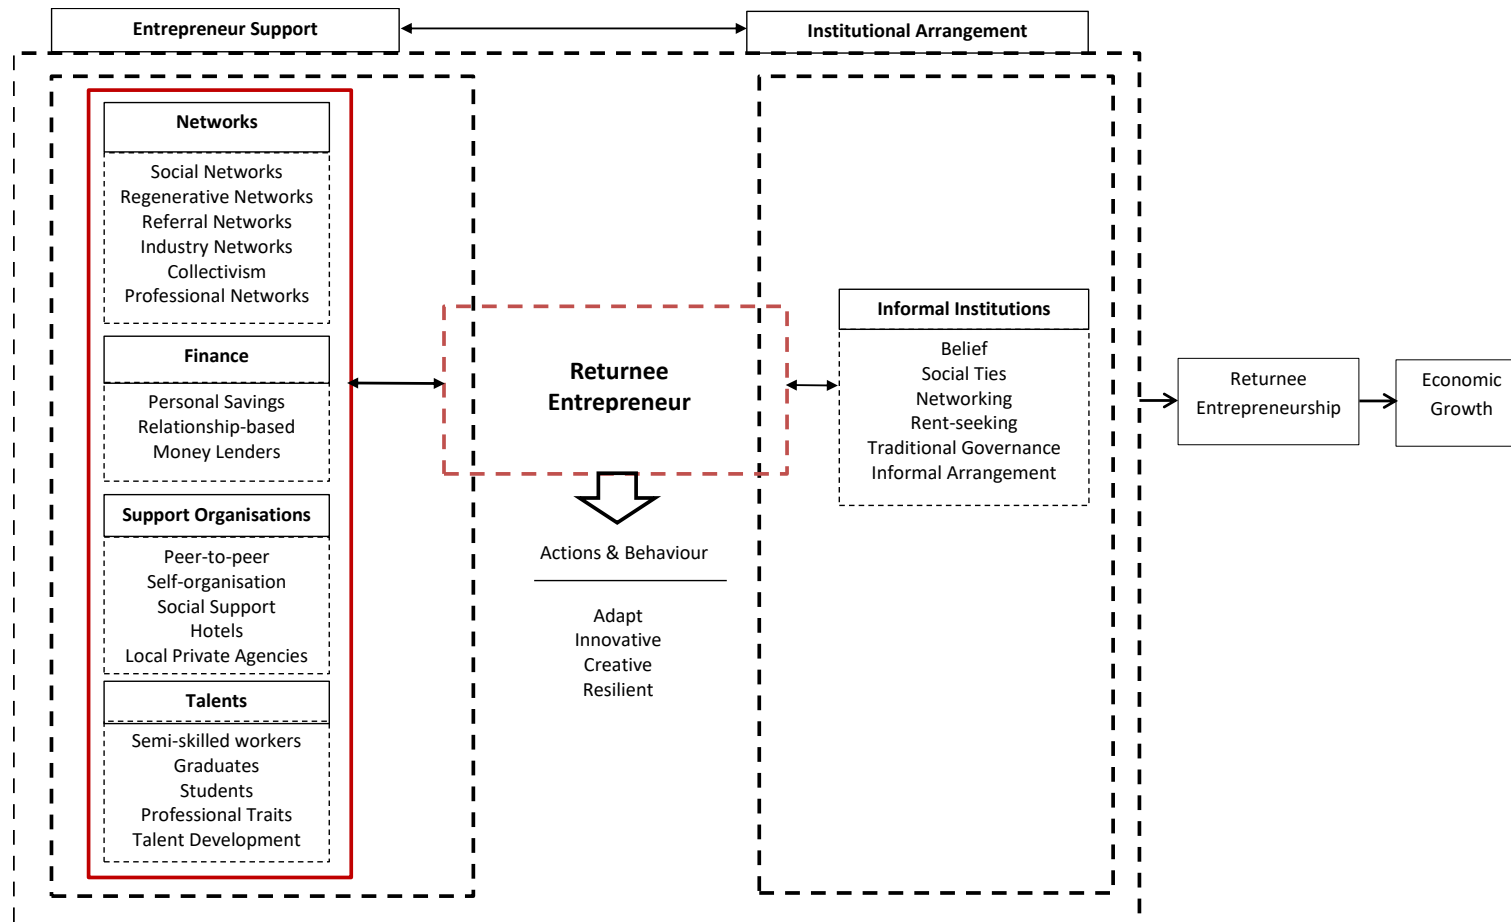 Entrepreneur Support
Institutional Arrangement
Networks
Social Networks
Regenerative Networks
Referral Networks
Industry Networks
Collectivism
Professional Networks
Finance
Personal Savings
Relationship-based
Money Lenders
Support Organisations
Peer-to-peer
Self-organisation
Social Support
Hotels
Local Private Agencies
Talents
Semi-skilled workers
Graduates
Students
Professional Traits
Talent Development
Returnee
Entrepreneur
Actions & Behaviour
Adapt
Innovative
Creative
Resilient
Informal Institutions
Belief
Social Ties
Networking
Rent-seeking
Traditional Governance
Informal Arrangement
Returnee
Entrepreneurship
Economic
Growth